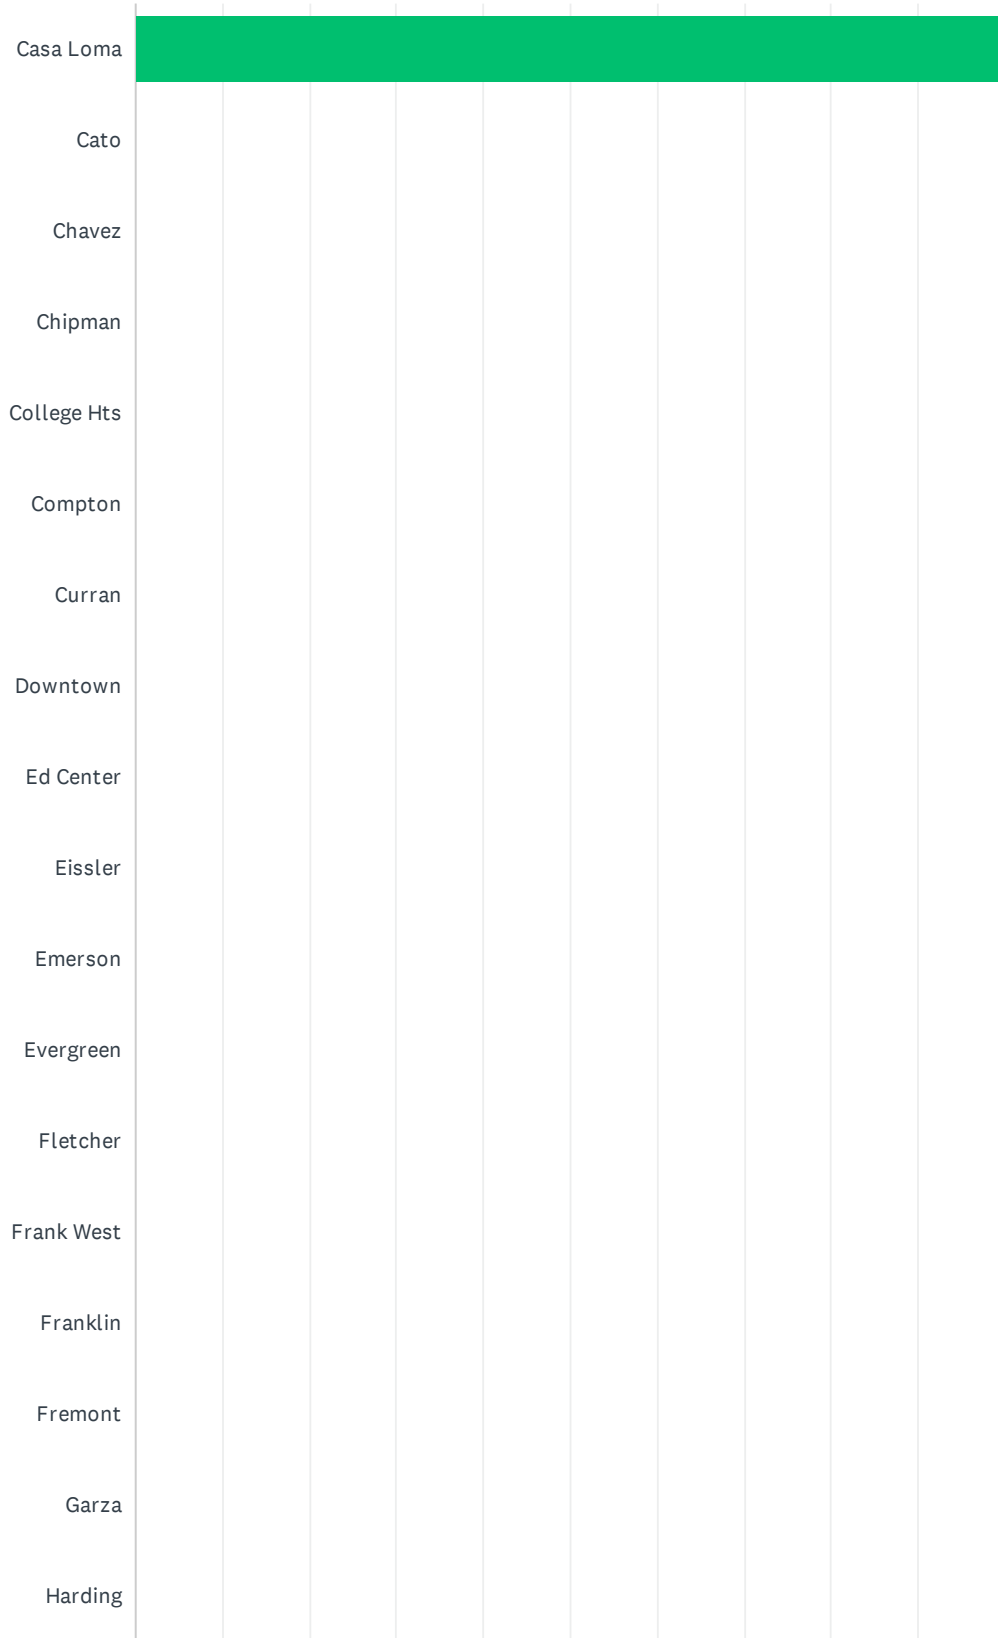 Casa Loma
Cato
Chavez
Chipman
College Hts
Compton
Curran
Downtown
Ed Center
Eissler
Emerson
Evergreen
Fletcher
Frank West
Franklin
Fremont
Garza
Harding